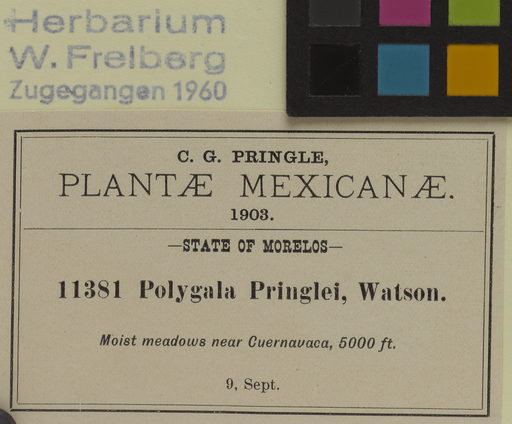 Herbarium
W. Freiberg
Zugegangen 1960
C. G. PRINGLE,
PLANTÆ MEXICANÆ.
1903.
—STATE OF MORELOS—
11381 Polygala Pringlei, Watson.
Moist meadows near Cuernavaca, 5000 ft.
9, Sept.